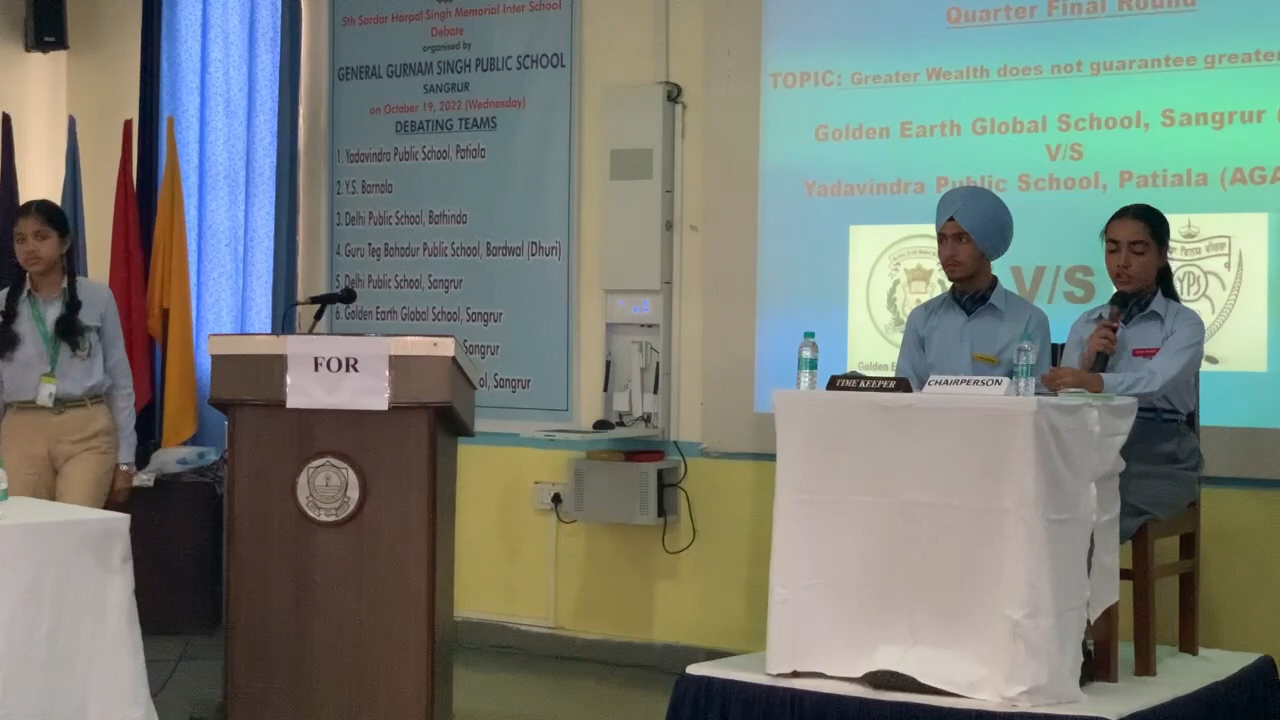 5th Sardar Harpal Singh Memorial Inter School
Debate
organised by
GENERAL GURNAM SINGH PUBLIC SCHOOL
SANGRUR
on October 19, 2022 (Wednesday)
DEBATING TEAMS
1. Yadavindra Public School, Patiala
2. Y.S. Barnala
3. Delhi Public School, Bathinda
4. Guru Teg Bahadur Public School, Bardwal (Dhuri)
5. Delhi Public School, Sangrur
6. Golden Earth Global School, Sangrur
Sangrur
ol, Sangrur
Quarter Final Round
TOPIC: Greater Wealth does not guarantee greater
Golden Earth Global School, Sangrur (
V/S
Yadavindra Public School, Patiala (AGA
V/S
YPS
Golden E
FOR
TIME KEEPER
CHAIRPERSON